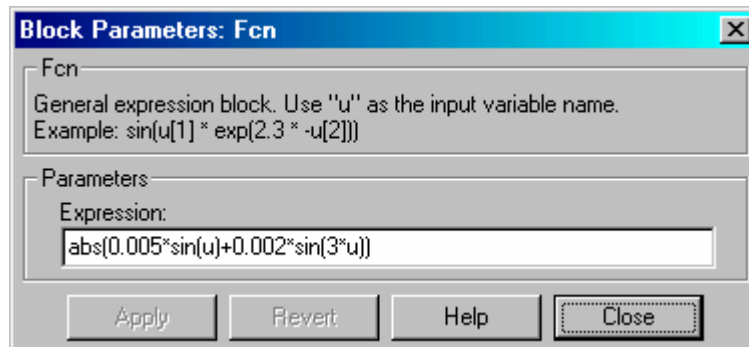 Block Parameters: Fcn
Fcn
General expression block. Use "u" as the input variable name.
Example: sin(u[1] * exp(2.3 * -u[2]))
Parameters
Expression:
abs(0.005*sin(u)+0.002*sin(3*u))
Apply Revert Help Close